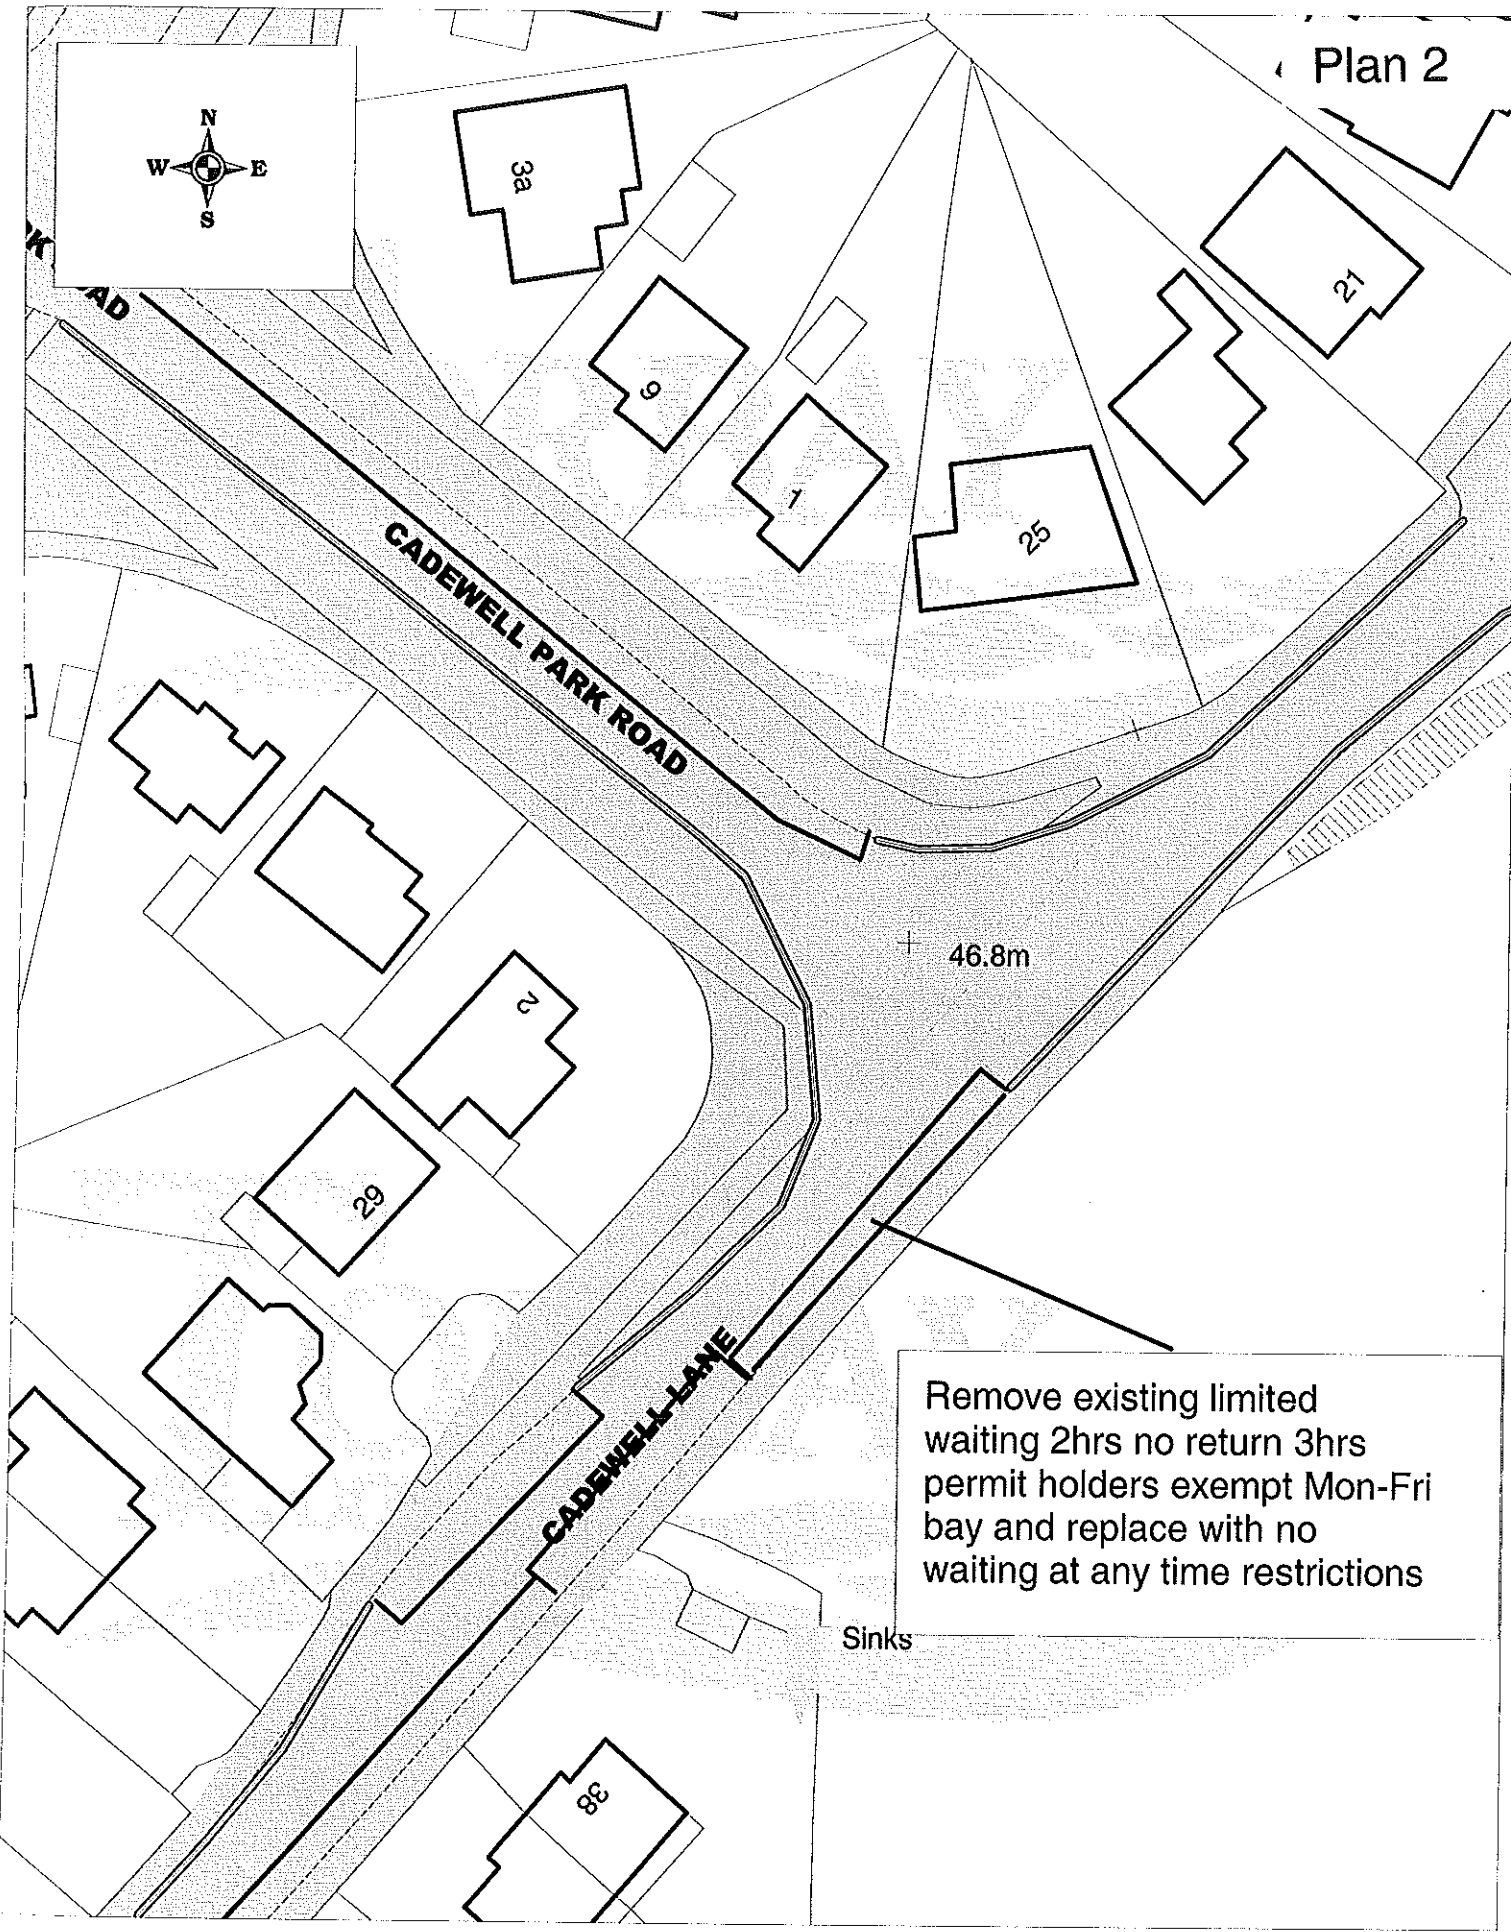 Plan 2
N
W E
S
3a
21
9
1
25
CADEWELL PARK ROAD
46.8m
2
29
CADEWELL LANE
Remove existing limited
waiting 2hrs no return 3hrs
permit holders exempt Mon-Fri
bay and replace with no
waiting at any time restrictions
Sinks
38